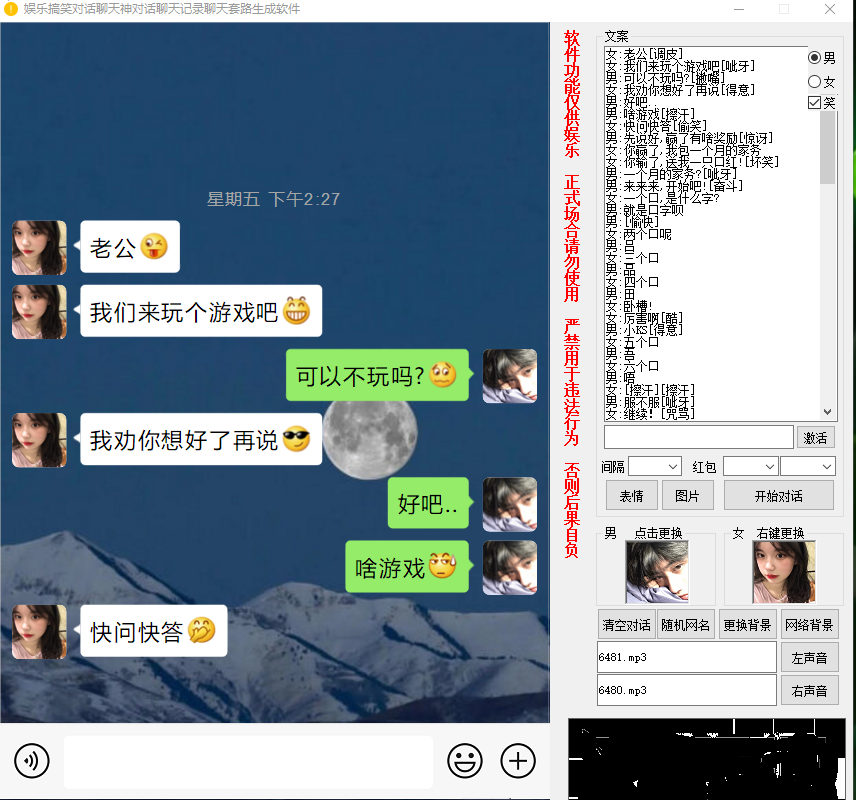 娱乐搞笑对话聊天神对话聊天记录聊天套路生成软件
星期五 下午2:27
老公
我们来玩个游戏吧
可以不玩吗?
我劝你想好了再说
好吧..
啥游戏
快问快答
软件功能仅供娱乐 正式场合请勿使用 严禁用于违法行为 否则后果自负
文案
女:老公[调皮]
女:我们来玩个游戏吧[呲牙]
男:可以不玩吗?[撇嘴]
女:我劝你想好了再说[得意]
男:好吧..
男:啥游戏[擦汗]
女:快问快答[偷笑]
男:先说好,赢了有啥奖励[惊讶]
女:你赢了,我包一个月的家务
女:你输了,送我一只口红![坏笑]
男:一个月的家务?[呲牙]
男:来来来,开始吧![奋斗]
女:一个口,是什么字?
男:就是口字呗
男:[愉快]
女:两个口呢
男:吕
女:三个口
男:品
女:四个口
男:田
女:卧槽!
女:厉害啊[酷]
男:小KS[得意]
女:五个口
男:吾
女:六个口
男:唔
女:[擦汗][擦汗]
男:服不服[呲牙]
女:继续! [咒骂]
男
女
笑
激活
间隔 红包
表情 图片 开始对话
男 点击更换 女 右键更换
清空对话 随机网名 更换背景 网络背景
6481.mp3 左声音
6480.mp3 右声音